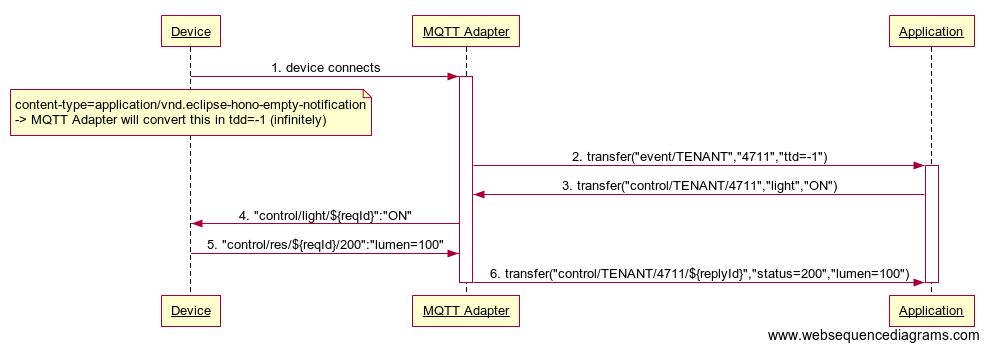 Device
MQTT Adapter
Application
1. device connects
content-type=application/vnd.eclipse-hono-empty-notification
-> MQTT Adapter will convert this in tdd=-1 (infinitely)
2. transfer("event/TENANT","4711","ttd=-1")
3. transfer("control/TENANT/4711","light","ON")
4. "control/light/${reqId}":"ON"
5. "control/res/${reqId}/200":"lumen=100"
6. transfer("control/TENANT/4711/${replyId}","status=200","lumen=100")
Device
MQTT Adapter
Application
www.websequencediagrams.com